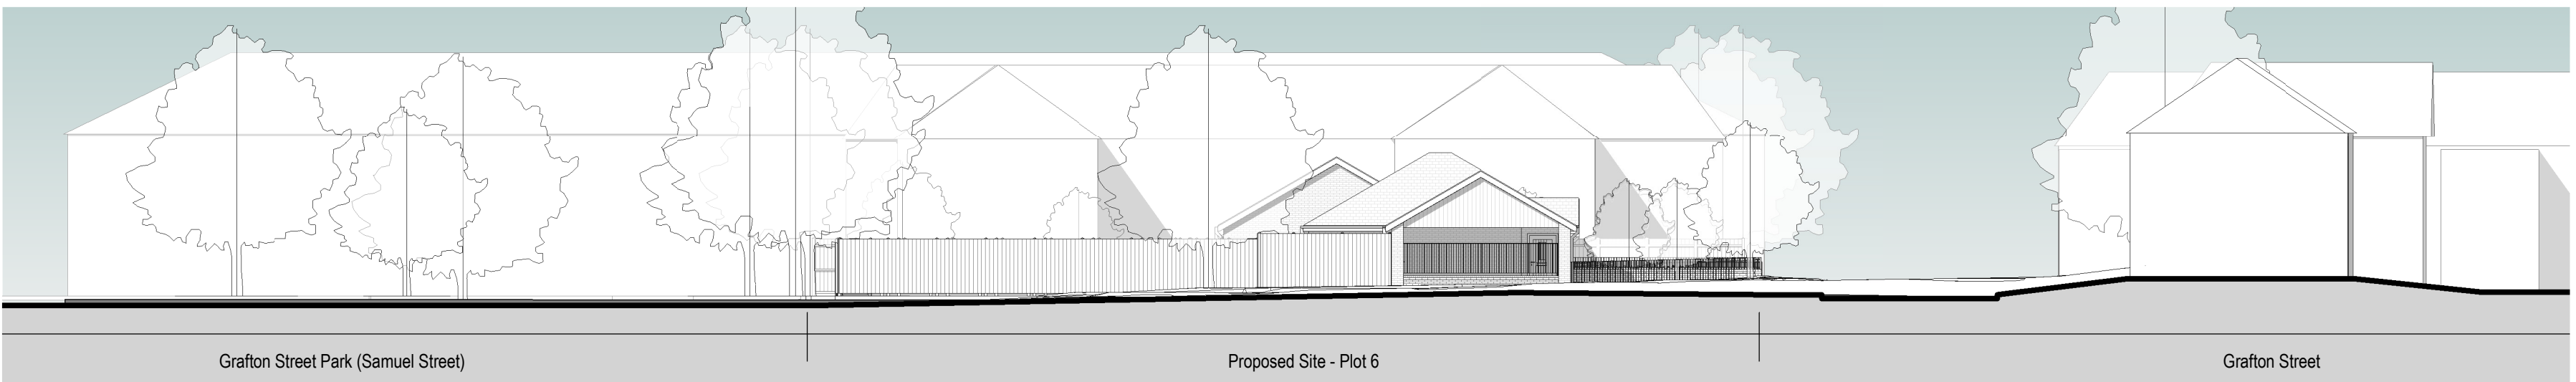 Grafton Street Park (Samuel Street)
Proposed Site - Plot 6
Grafton Street